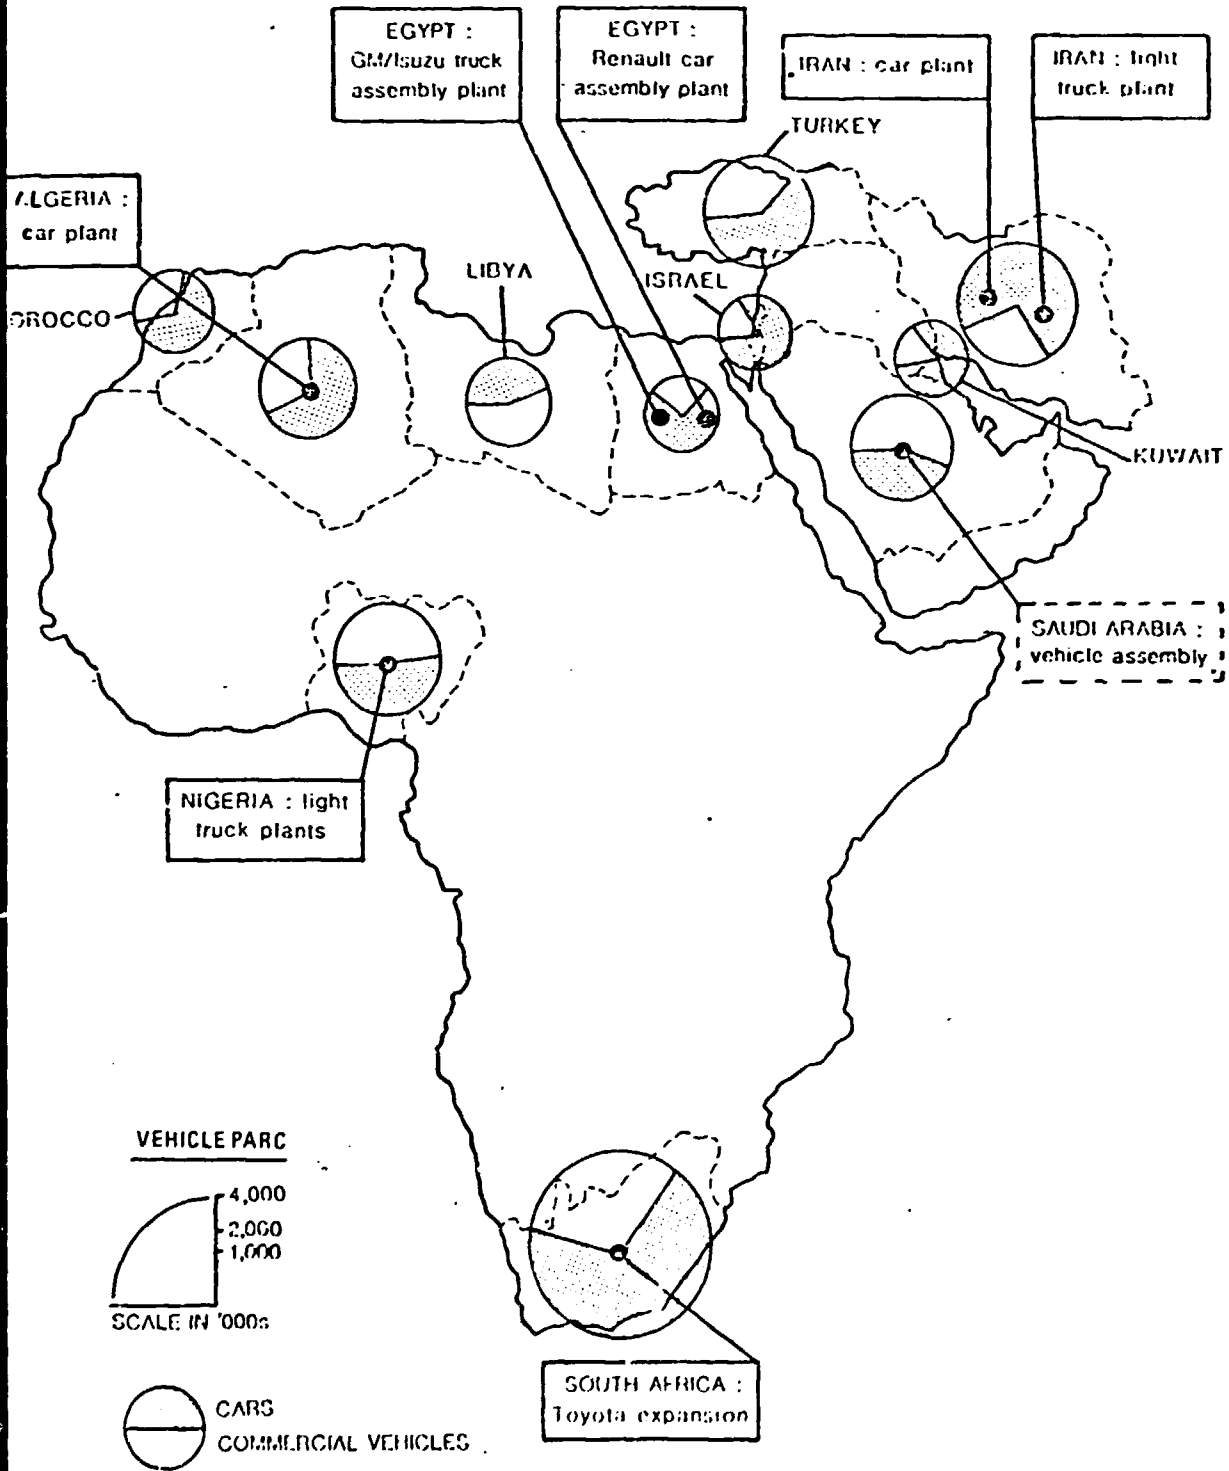 EGYPT :
GM/Isuzu truck
assembly plant
EGYPT :
Renault car
assembly plant
IRAN : car plant
IRAN : light
truck plant
TURKEY
ALGERIA :
car plant
LIBYA
ISRAEL
OROCCO
KUWAIT
SAUDI ARABIA :
vehicle assembly
NIGERIA : light
truck plants
VEHICLE PARC
4,000
2,000
1,000
SCALE IN '000s
CARS
COMMERCIAL VEHICLES
SOUTH AFRICA :
Toyota expansion